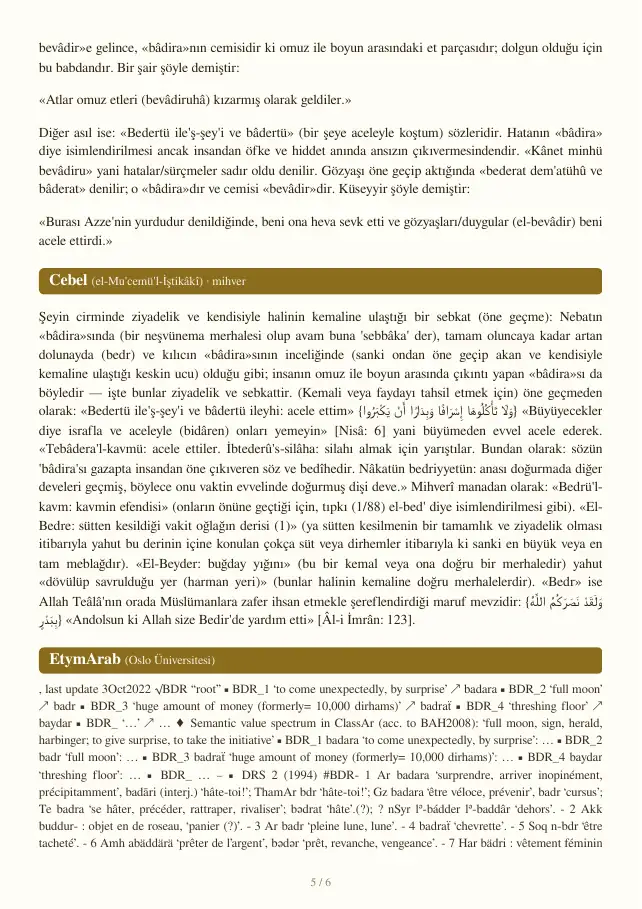 bevâdir»e gelince, «bâdira»nın cemisidir ki omuz ile boyun arasındaki et parçasıdır; dolgun olduğu için
bu babdandır. Bir şair şöyle demiştir:
«Atlar omuz etleri (bevâdiruhâ) kızarmış olarak geldiler.»
Diğer asıl ise: «Bedertü ile'ş-şey'i ve bâdertü» (bir şeye aceleyle koştum) sözleridir. Hatanın «bâdira»
diye isimlendirilmesi ancak insandan öfke ve hiddet anında ansızın çıkıvermesindendir. «Kânet minhü
bevâdiru» yani hatalar/sürçmeler sadır oldu denilir. Gözyaşı öne geçip aktığında «bederat dem'atühû ve
bâderat» denilir; o «bâdira»dır ve cemisi «bevâdir»dir. Küseyyir şöyle demiştir:
«Burası Azze'nin yurdudur denildiğinde, beni ona heva sevk etti ve gözyaşları/duygular (el-bevâdir) beni
acele ettirdi.»
Cebel (el-Mu'cemü'l-İştikâkî) · mihver
Şeyin cirminde ziyadelik ve kendisiyle halinin kemaline ulaştığı bir sebkat (öne geçme): Nebatın
«bâdira»sında (bir neşvünema merhalesi olup avam buna 'sebbâka' der), tamam oluncaya kadar artan
dolunayda (bedr) ve kılıcın «bâdira»sının inceliğinde (sanki ondan öne geçip akan ve kendisiyle
kemaline ulaştığı keskin ucu) olduğu gibi; insanın omuz ile boyun arasında çıkıntı yapan «bâdira»sı da
böyledir — işte bunlar ziyadelik ve sebkattir. (Kemali veya faydayı tahsil etmek için) öne geçmeden
olarak: «Bedertü ile'ş-şey'i ve bâdertü ileyhi: acele ettim» {وَلَا تَأْكُلُوهَا إِسْرَافًا وَبِدَارًا أَنْ يَكْبَرُوا} «Büyüyecekler
diye israfla ve aceleyle (bidâren) onları yemeyin» [Nisâ: 6] yani büyümeden evvel acele ederek.
«Tebâdera'l-kavmü: acele ettiler. İbtederû's-silâha: silahı almak için yarıştılar. Bundan olarak: sözün
'bâdira'sı gazapta insandan öne çıkıveren söz ve bedîhedir. Nâkatün bedriyyetün: anası doğurmada diğer
develeri geçmiş, böylece onu vaktin evvelinde doğurmuş dişi deve.» Mihverî manadan olarak: «Bedrü'l-
kavm: kavmin efendisi» (onların önüne geçtiği için, tıpkı (1/88) el-bed' diye isimlendirilmesi gibi). «El-
Bedre: sütten kesildiği vakit oğlağın derisi (1)» (ya sütten kesilmenin bir tamamlık ve ziyadelik olması
itibarıyla yahut bu derinin içine konulan çokça süt veya dirhemler itibarıyla ki sanki en büyük veya en
tam meblağdır). «El-Beyder: buğday yığını» (bu bir kemal veya ona doğru bir merhaledir) yahut
«dövülüp savrulduğu yer (harman yeri)» (bunlar halinin kemaline doğru merhalelerdir). «Bedr» ise
Allah Teâlâ'nın orada Müslümanlara zafer ihsan etmekle şereflendirdiği maruf mevzidir: {وَلَقَدْ نَصَرَكُمُ اللَّهُ
بِبَدْرٍ} «Andolsun ki Allah size Bedir'de yardım etti» [Âl-i İmrân: 123].
EtymArab (Oslo Üniversitesi)
, last update 3Oct2022 √BDR “root” ▪ BDR_1 ‘to come unexpectedly, by surprise’ ↗ badara ▪ BDR_2 ‘full moon’
↗ badr ▪ BDR_3 ‘huge amount of money (formerly= 10,000 dirhams)’ ↗ badraẗ ▪ BDR_4 ‘threshing floor’ ↗
baydar ▪ BDR_ ‘…’ ↗ … ♦ Semantic value spectrum in ClassAr (acc. to BAH2008): ‘full moon, sign, herald,
harbinger; to give surprise, to take the initiative’ ▪ BDR_1 badara ‘to come unexpectedly, by surprise’: … ▪ BDR_2
badr ‘full moon’: … ▪ BDR_3 badraẗ ‘huge amount of money (formerly= 10,000 dirhams)’: … ▪ BDR_4 baydar
‘threshing floor’: … ▪ BDR_ … – ▪ DRS 2 (1994) #BDR- 1 Ar badara ‘surprendre, arriver inopinément,
précipitamment’, badāri (interj.) ‘hâte-toi!’; ThamAr bdr ‘hâte-toi!’; Gz badara ‘être véloce, prévenir’, badr ‘cursus’;
Te badra ‘se hâter, précéder, rattraper, rivaliser’; bədrat ‘hâte’.(?); ? nSyr lᵊ-bádder lᵊ-baddâr ‘dehors’. - 2 Akk
buddur- : objet en de roseau, ‘panier (?)’. - 3 Ar badr ‘pleine lune, lune’. - 4 badraẗ ‘chevrette’. - 5 Soq n-bdr ‘être
tacheté’. - 6 Amh abäddärä ‘prêter de l’argent’, bədər ‘prêt, revanche, vengeance’. - 7 Har bädri : vêtement féminin
5 / 6